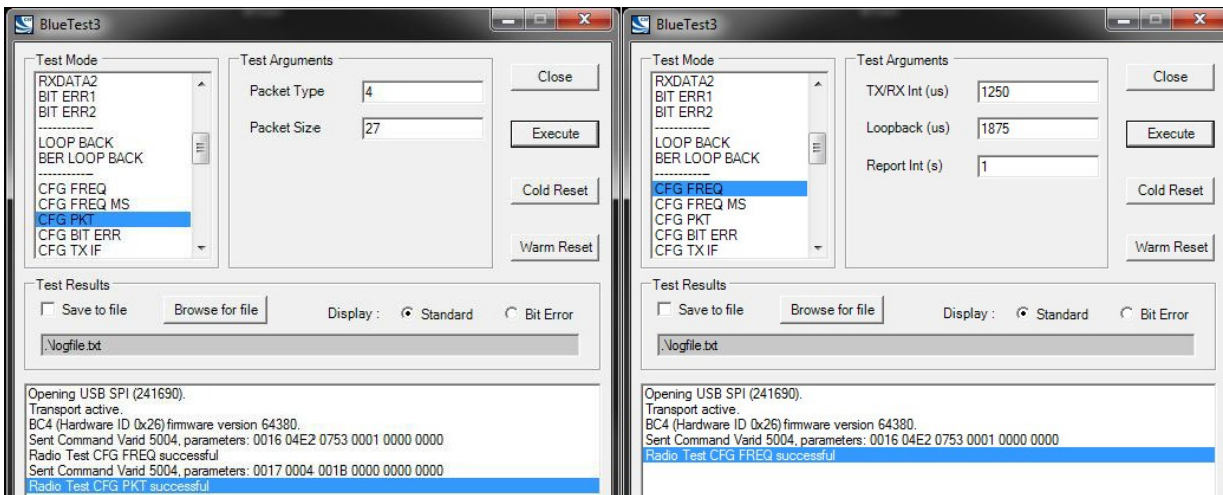 BlueTest3
Test Mode
RXDATA2
BIT ERR1
BIT ERR2
------------
LOOP BACK
BER LOOP BACK
------------
CFG FREQ
CFG FREQ MS
CFG PKT
CFG BIT ERR
CFG TX IF
Test Arguments
Packet Type 4
Packet Size 27
Close
Execute
Cold Reset
Warm Reset
Test Results
Save to file
Browse for file
Display : Standard Bit Error
.\logfile.txt
Opening USB SPI (241690).
Transport active.
BC4 (Hardware ID 0x26) firmware version 64380.
Sent Command Varid 5004, parameters: 0016 04E2 0753 0001 0000 0000
Radio Test CFG FREQ successful
Sent Command Varid 5004, parameters: 0017 0004 001B 0000 0000 0000
Radio Test CFG PKT successful
BlueTest3
Test Mode
RXDATA2
BIT ERR1
BIT ERR2
------------
LOOP BACK
BER LOOP BACK
------------
CFG FREQ
CFG FREQ MS
CFG PKT
CFG BIT ERR
CFG TX IF
Test Arguments
TX/RX Int (us) 1250
Loopback (us) 1875
Report Int (s) 1
Close
Execute
Cold Reset
Warm Reset
Test Results
Save to file
Browse for file
Display : Standard Bit Error
.\logfile.txt
Opening USB SPI (241690).
Transport active.
BC4 (Hardware ID 0x26) firmware version 64380.
Sent Command Varid 5004, parameters: 0016 04E2 0753 0001 0000 0000
Radio Test CFG FREQ successful